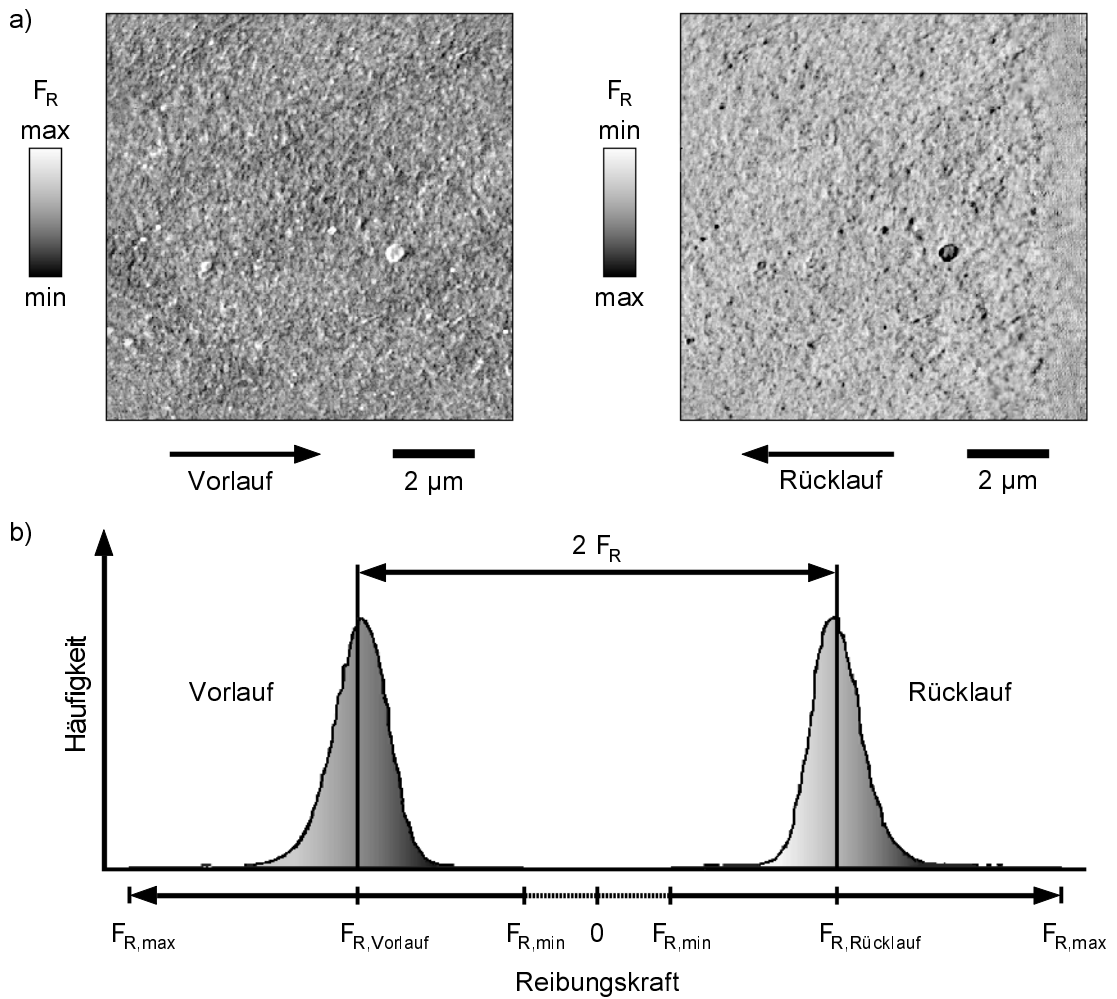 a)
F_R
max
min
F_R
min
max
Vorlauf
2 µm
Rücklauf
2 µm
b)
2 F_R
Häufigkeit
Vorlauf
Rücklauf
F_R,max
F_R,Vorlauf
F_R,min
0
F_R,min
F_R,Rücklauf
F_R,max
Reibungskraft